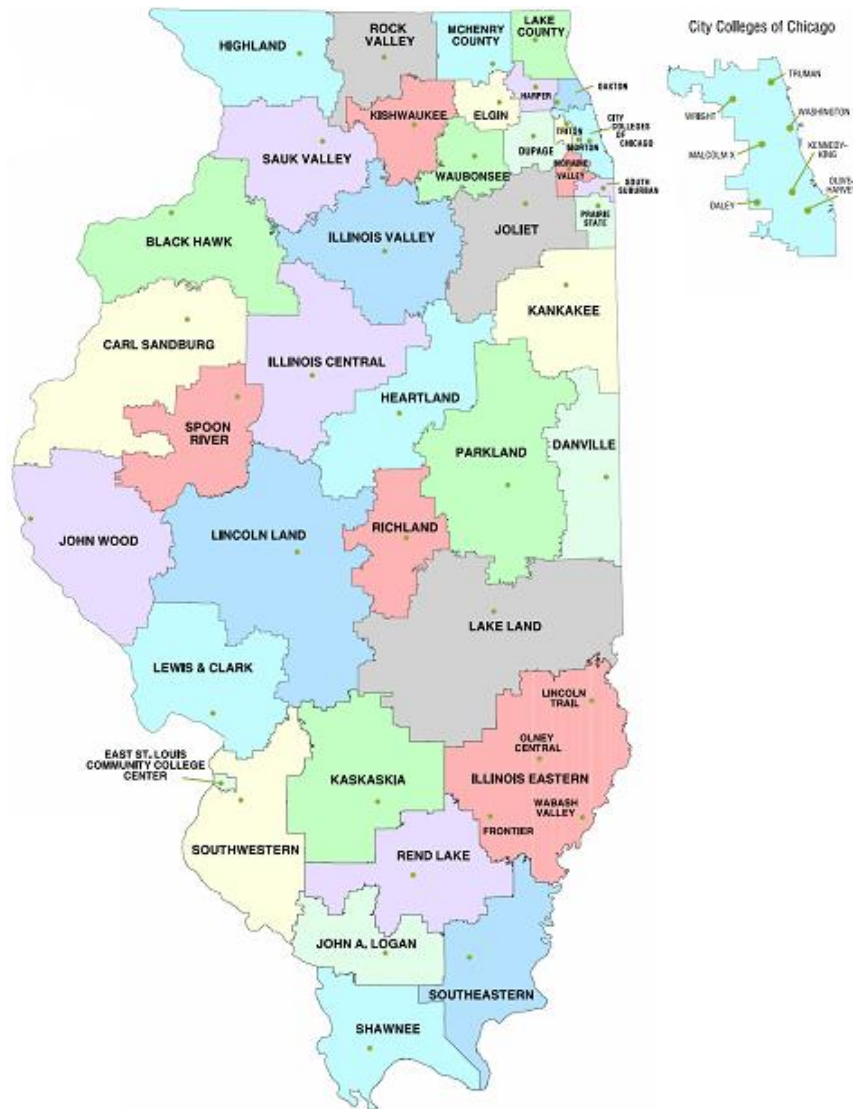 City Colleges of Chicago
TRUMAN
WRIGHT
WASHINGTON
MALCOLM X
KENNEDY-
KING
OLIVE-
HARVEY
DALEY
HIGHLAND
ROCK
VALLEY
MCHENRY
COUNTY
LAKE
COUNTY
HARPER
OAKTON
KISHWAUKEE
ELGIN
TRITON
CITY
COLLEGES
OF
CHICAGO
MORTON
DUPAGE
SAUK VALLEY
WAUBONSEE
MORAINE
VALLEY
SOUTH
SUBURBAN
PRAIRIE
STATE
BLACK HAWK
ILLINOIS VALLEY
JOLIET
KANKAKEE
CARL SANDBURG
ILLINOIS CENTRAL
HEARTLAND
SPOON
RIVER
PARKLAND
DANVILLE
JOHN WOOD
LINCOLN LAND
RICHLAND
LAKE LAND
LEWIS & CLARK
LINCOLN
TRAIL
OLNEY
CENTRAL
EAST ST. LOUIS
COMMUNITY COLLEGE
CENTER
KASKASKIA
ILLINOIS EASTERN
WABASH
VALLEY
FRONTIER
SOUTHWESTERN
REND LAKE
JOHN A. LOGAN
SOUTHEASTERN
SHAWNEE